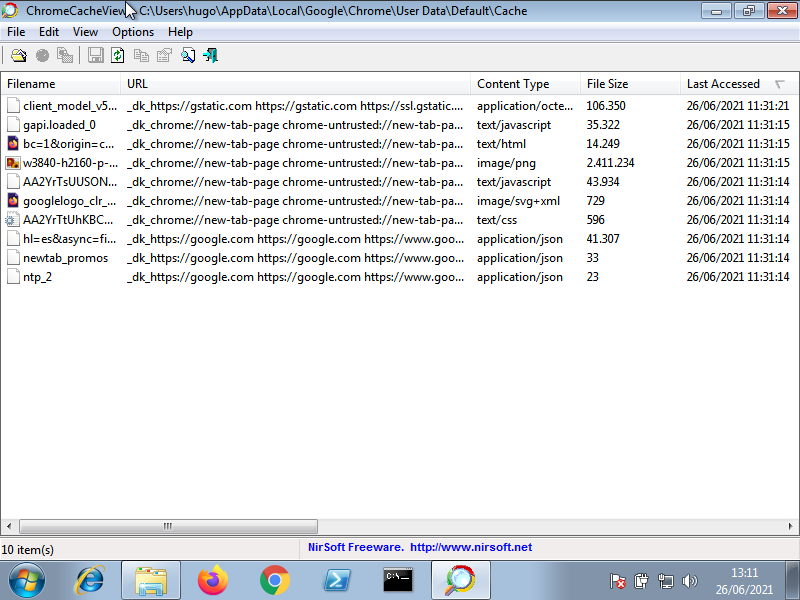 ChromeCacheView - C:\Users\hugo\AppData\Local\Google\Chrome\User Data\Default\Cache
File Edit View Options Help
Filename URL Content Type File Size Last Accessed
client_model_v5... _dk_https://gstatic.com https://gstatic.com https://ssl.gstatic.... application/octe... 106.350 26/06/2021 11:31:21
gapi.loaded_0 _dk_chrome://new-tab-page chrome-untrusted://new-tab-pa... text/javascript 35.322 26/06/2021 11:31:15
bc=1&origin=c... _dk_chrome://new-tab-page chrome-untrusted://new-tab-pa... text/html 14.249 26/06/2021 11:31:15
w3840-h2160-p-... _dk_chrome://new-tab-page chrome-untrusted://new-tab-pa... image/png 2.411.234 26/06/2021 11:31:15
AA2YrTsUUSON... _dk_chrome://new-tab-page chrome-untrusted://new-tab-pa... text/javascript 43.934 26/06/2021 11:31:14
googlelogo_clr_... _dk_chrome://new-tab-page chrome-untrusted://new-tab-pa... image/svg+xml 729 26/06/2021 11:31:14
AA2YrTtUhKBC... _dk_chrome://new-tab-page chrome-untrusted://new-tab-pa... text/css 596 26/06/2021 11:31:14
hl=es&async=fi... _dk_https://google.com https://google.com https://www.goo... application/json 41.307 26/06/2021 11:31:14
newtab_promos _dk_https://google.com https://google.com https://www.goo... application/json 33 26/06/2021 11:31:14
ntp_2 _dk_https://google.com https://google.com https://www.goo... application/json 23 26/06/2021 11:31:14
10 item(s) NirSoft Freeware. http://www.nirsoft.net
C:\_
13:11
26/06/2021